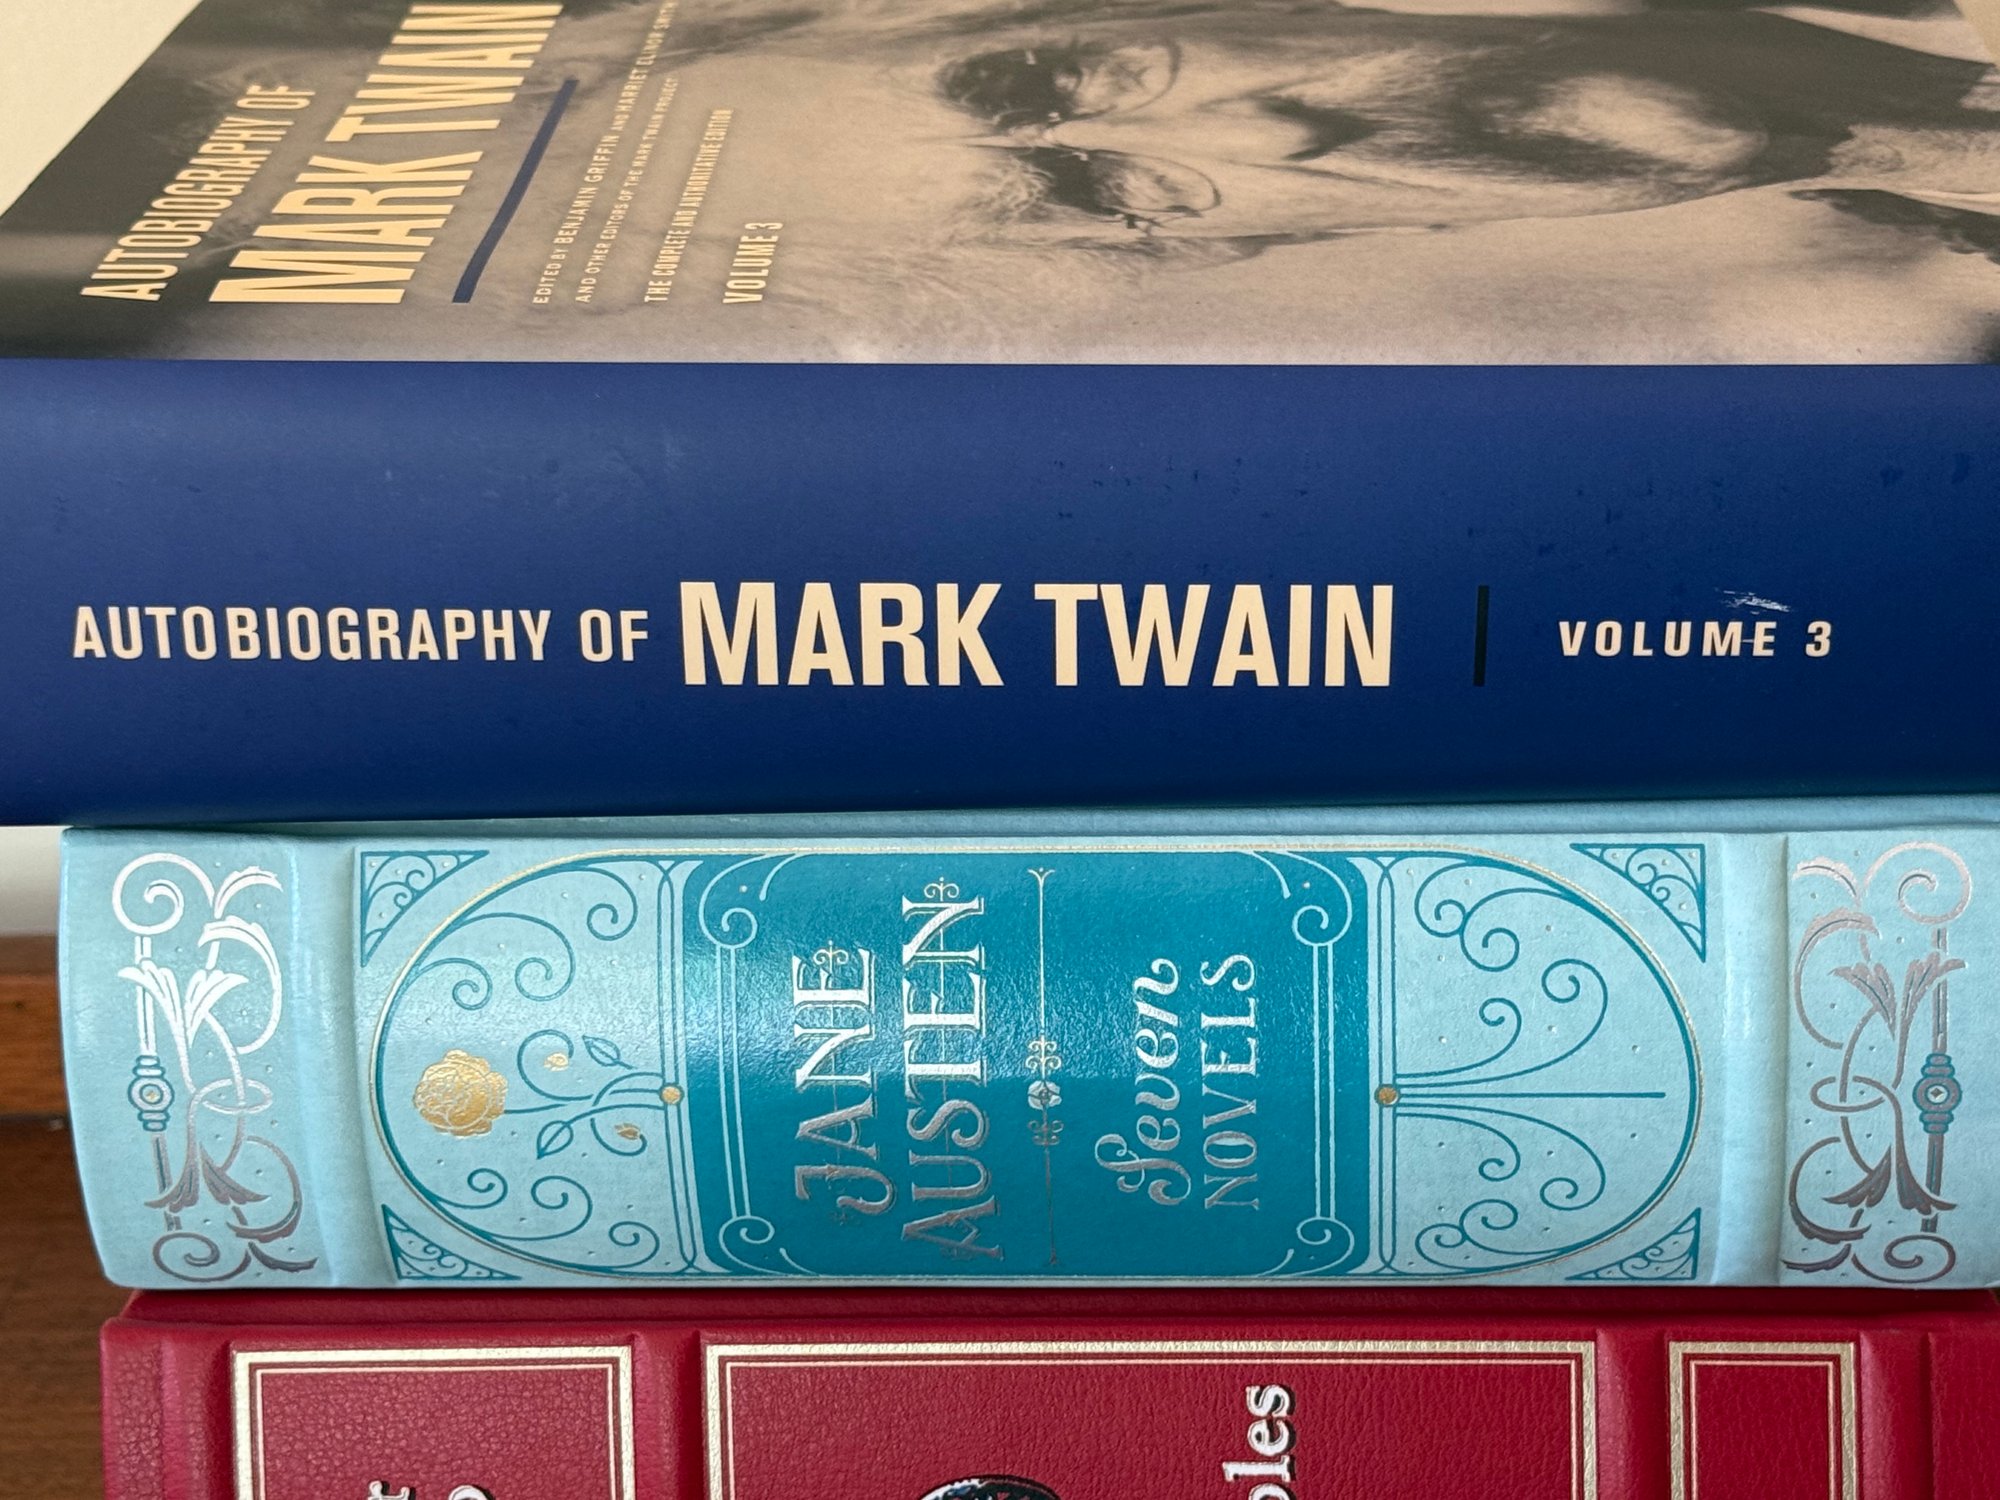 AUTOBIOGRAPHY OF
MARK TWAIN
EDITED BY BENJAMIN GRIFFIN AND HARRIET ELINOR SMITH
AND OTHER EDITORS OF THE MARK TWAIN PROJECT
THE COMPLETE AND AUTHORITATIVE EDITION
VOLUME 3
AUTOBIOGRAPHY OF MARK TWAIN | VOLUME 3
JANE
AUSTEN
Seven
NOVELS